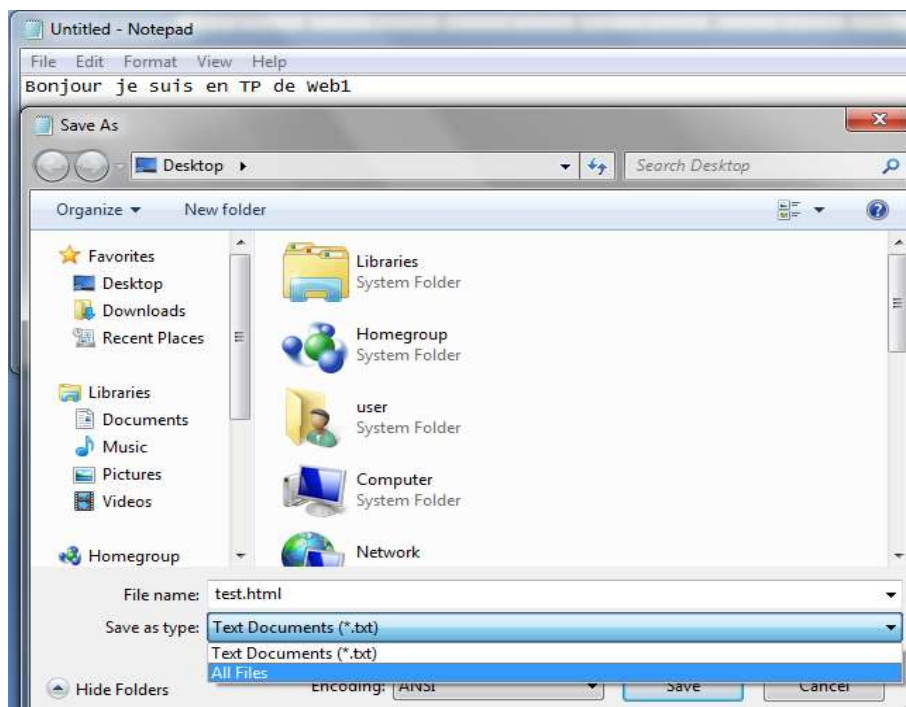 Untitled - Notepad
File Edit Format View Help
Bonjour je suis en TP de Web1
Save As
Desktop
Search Desktop
Organize New folder
Favorites
Desktop
Downloads
Recent Places
Libraries
Documents
Music
Pictures
Videos
Homegroup
Libraries
System Folder
Homegroup
System Folder
user
System Folder
Computer
System Folder
Network
File name: test.html
Save as type: Text Documents (*.txt)
Text Documents (*.txt)
All Files
Hide Folders
Encoding: ANSI
Save
Cancel